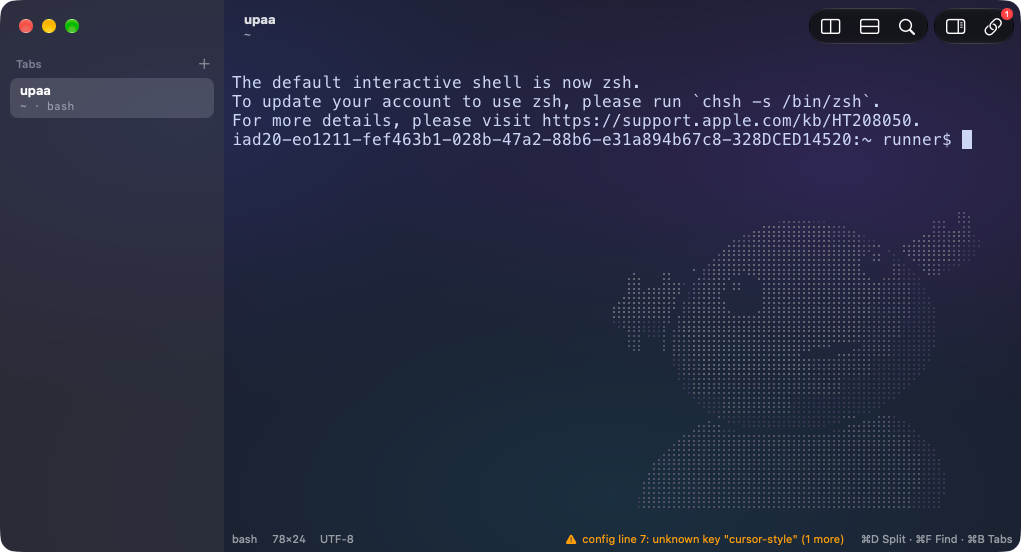 upaa
~
1
Tabs
+
upaa
~ · bash
The default interactive shell is now zsh.
To update your account to use zsh, please run `chsh -s /bin/zsh`.
For more details, please visit https://support.apple.com/kb/HT208050.
iad20-eo1211-fef463b1-028b-47a2-88b6-e31a894b67c8-328DCED14520:~ runner$
bash 78×24 UTF-8 config line 7: unknown key "cursor-style" (1 more) ⌘D Split · ⌘F Find · ⌘B Tabs